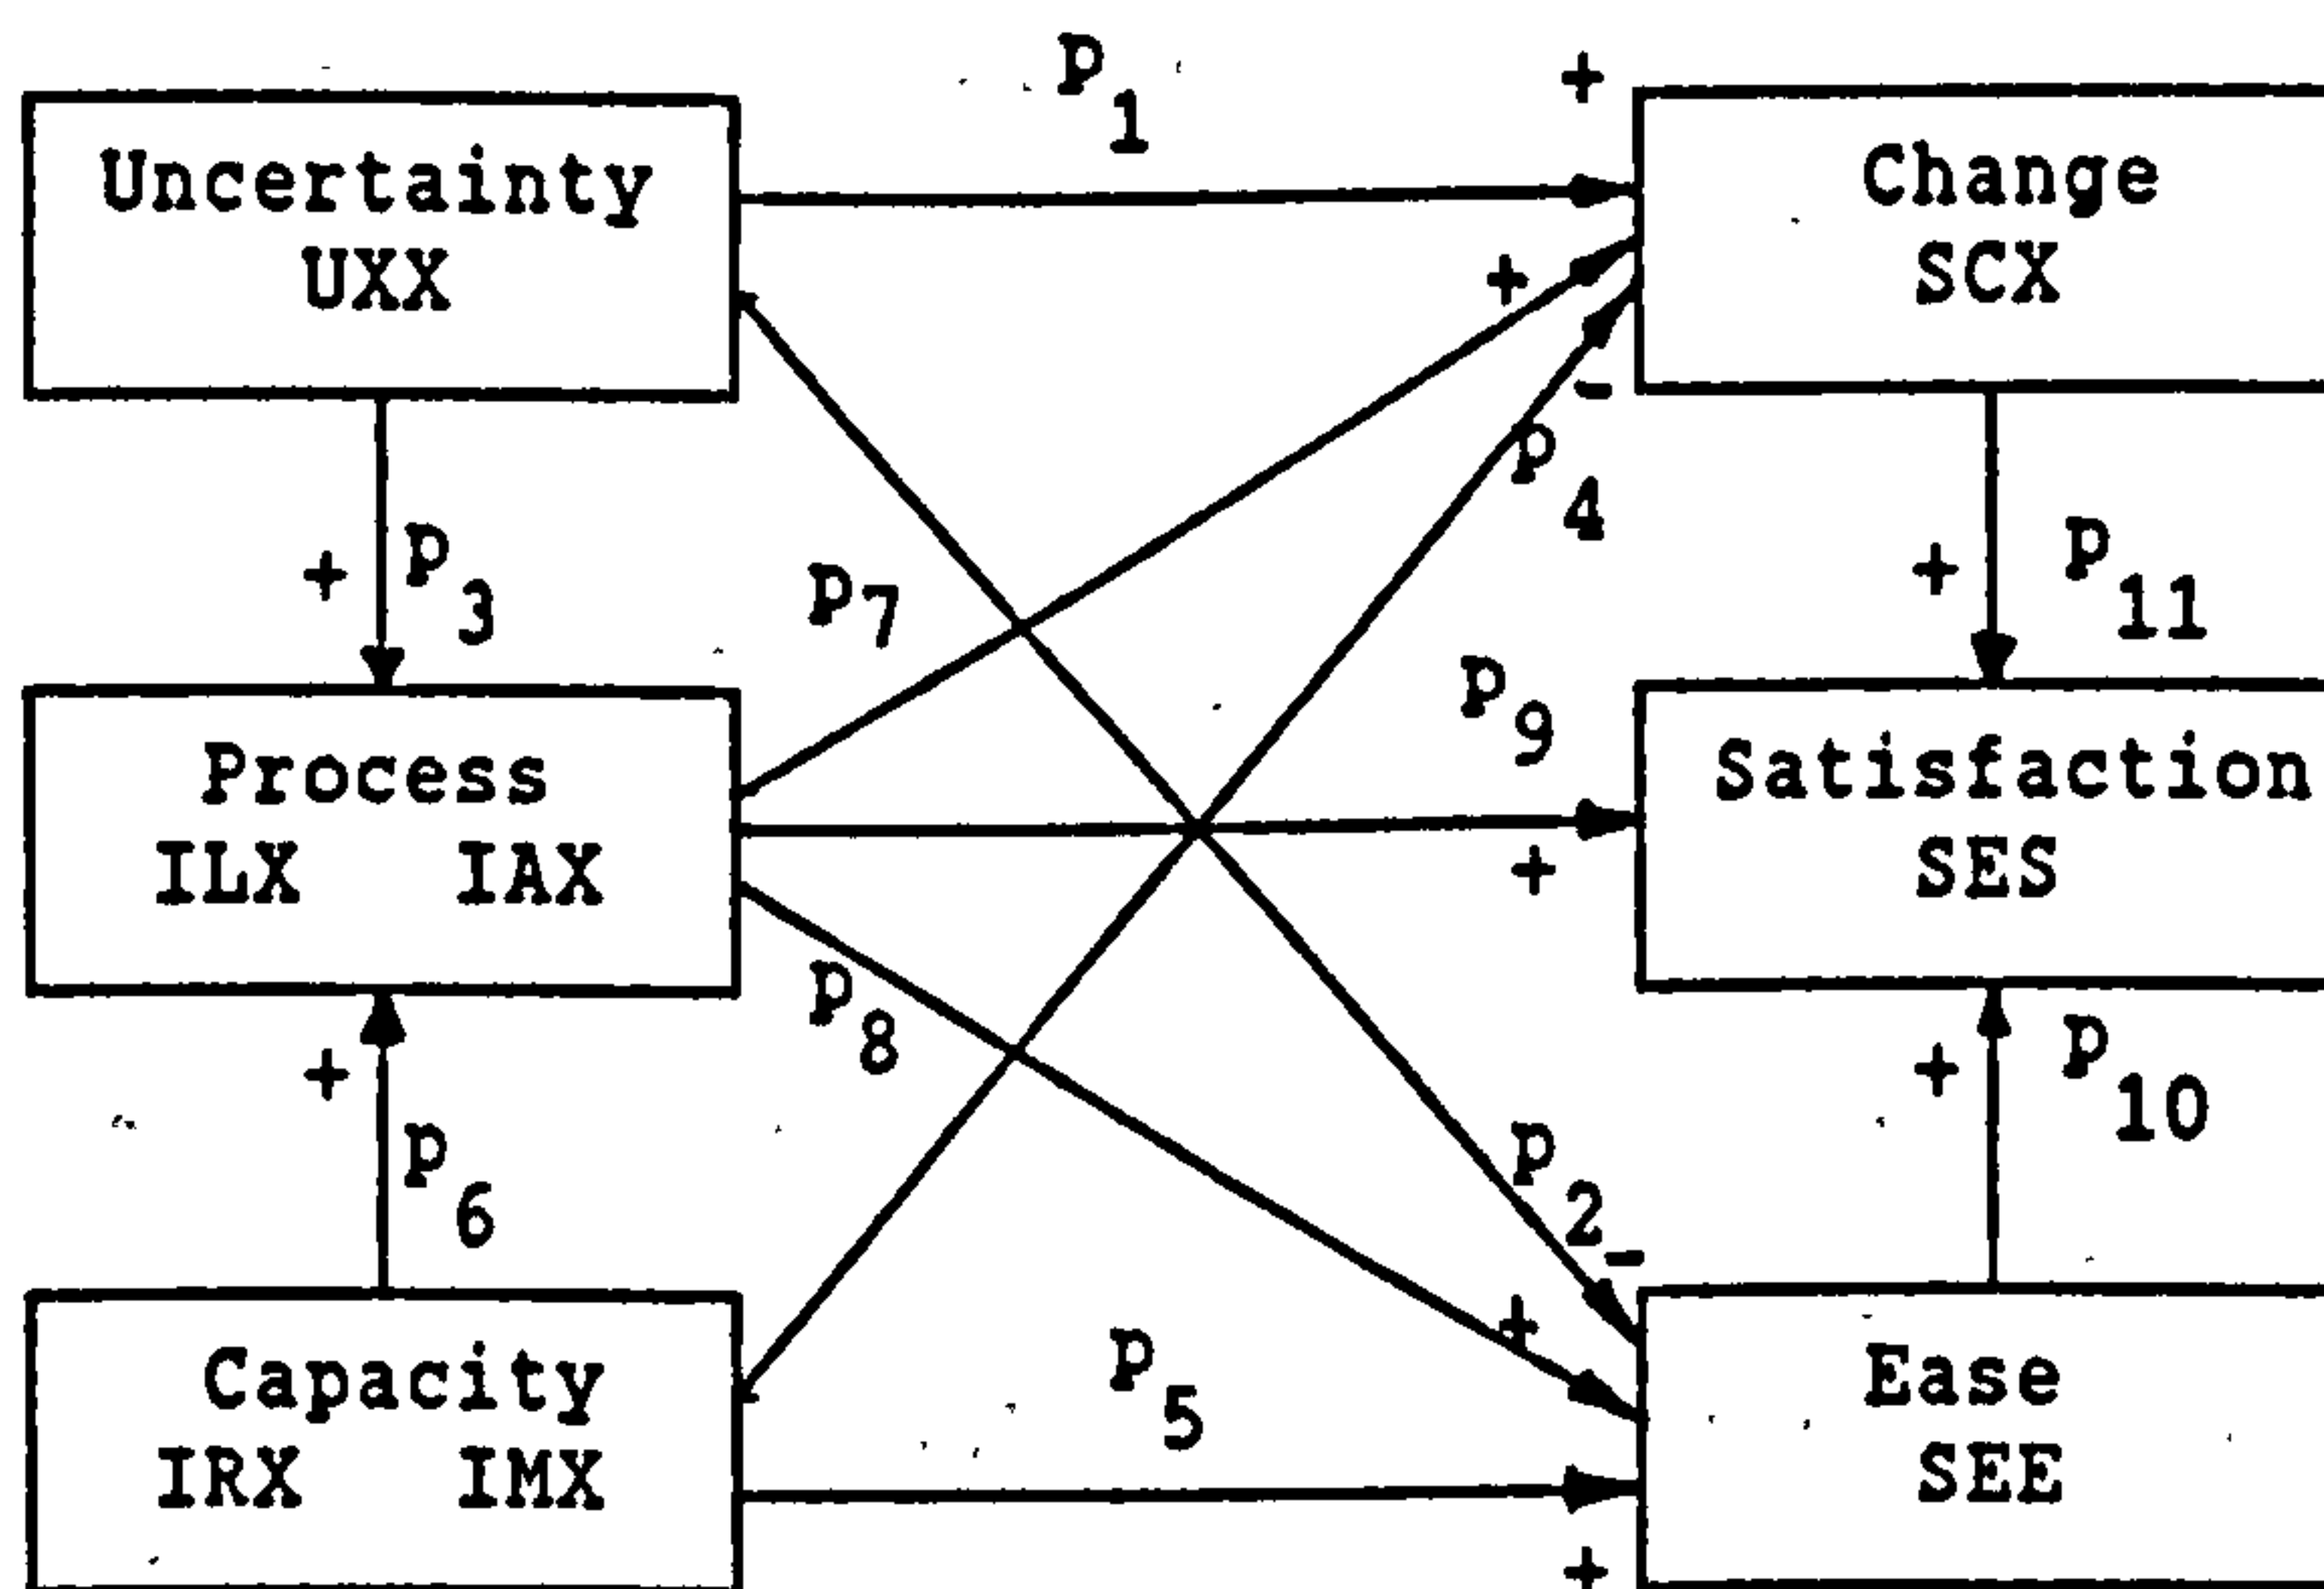 P1 +
Uncertainty
UXX
Change
SCX
+
-
P4
+ P3
P7
+ P11
P9
Process
ILX IAX
Satisfaction
SES
+
P8
+ P6
+ P10
P2 -
+
Capacity
IRX IMX
P5
Ease
SEE
+